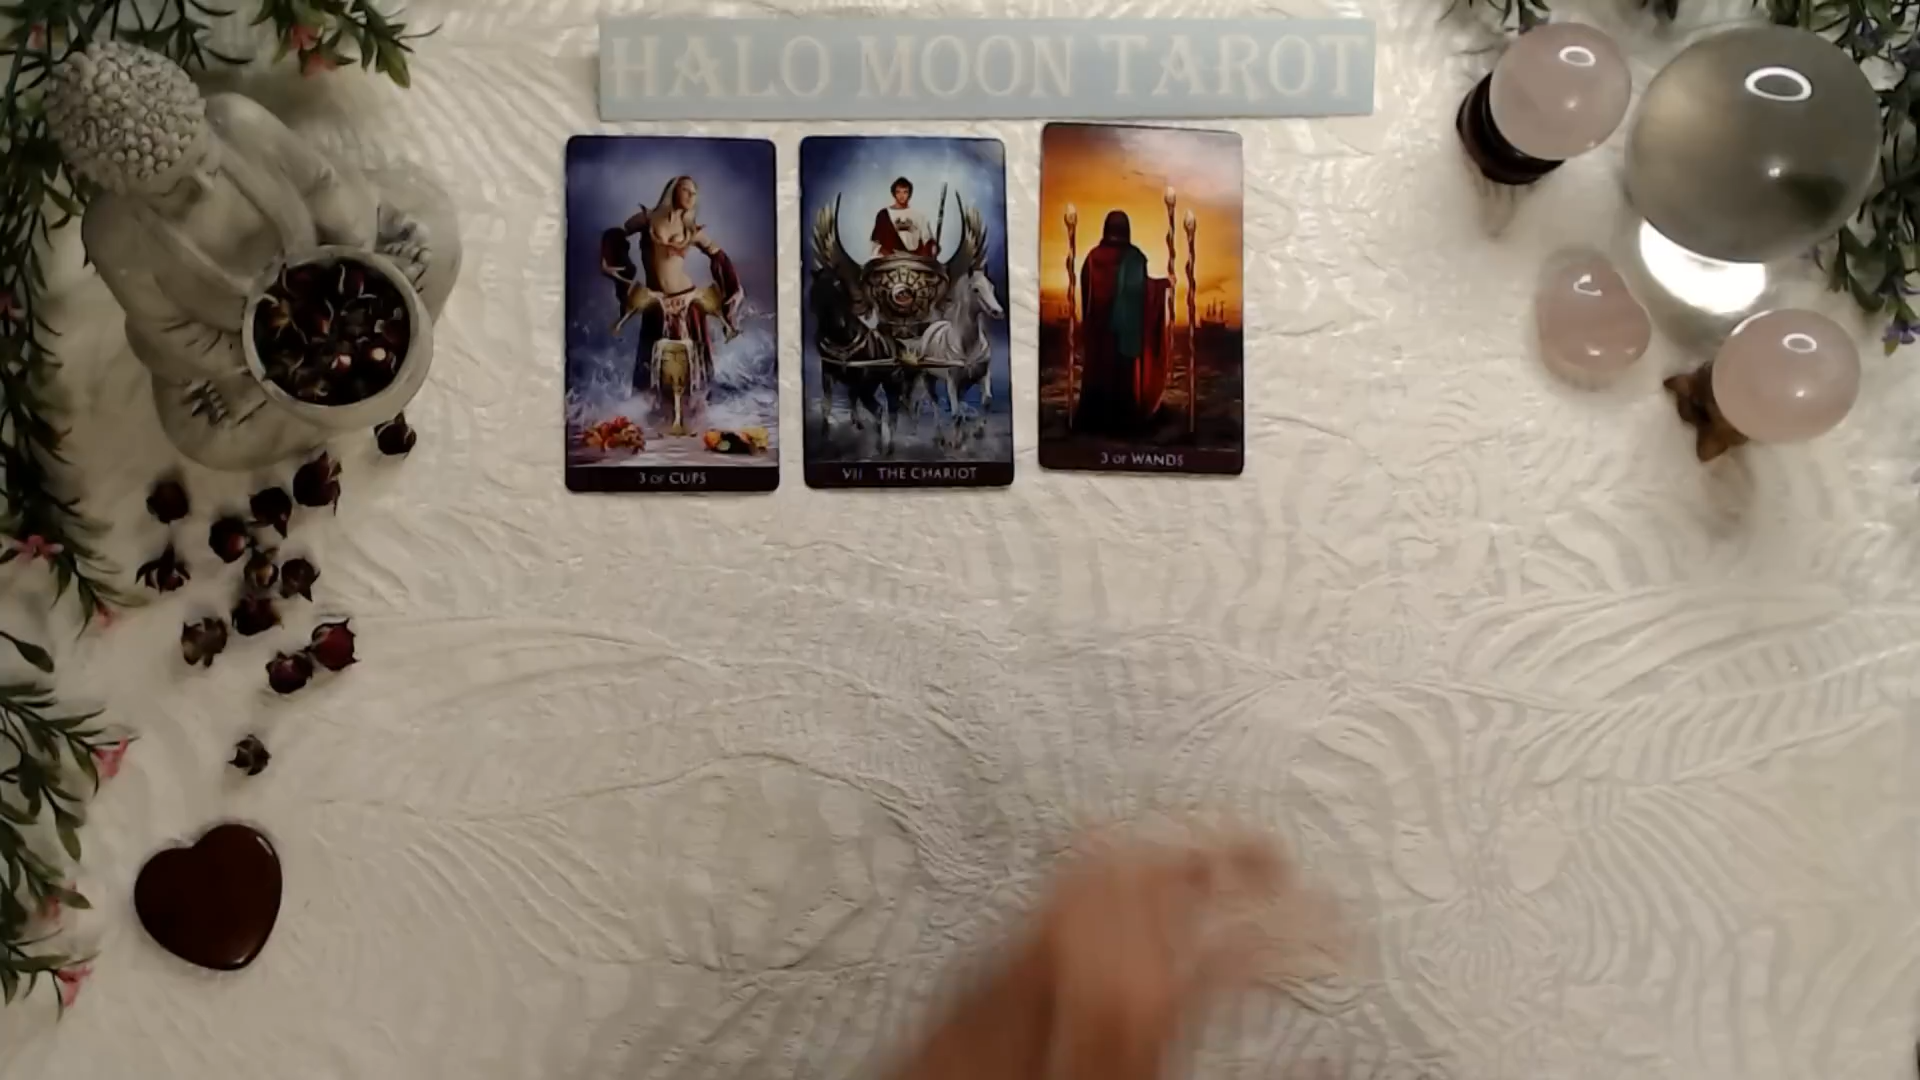 HALO MOON TAROT
3 OF CUPS
VII THE CHARIOT
3 OF WANDS